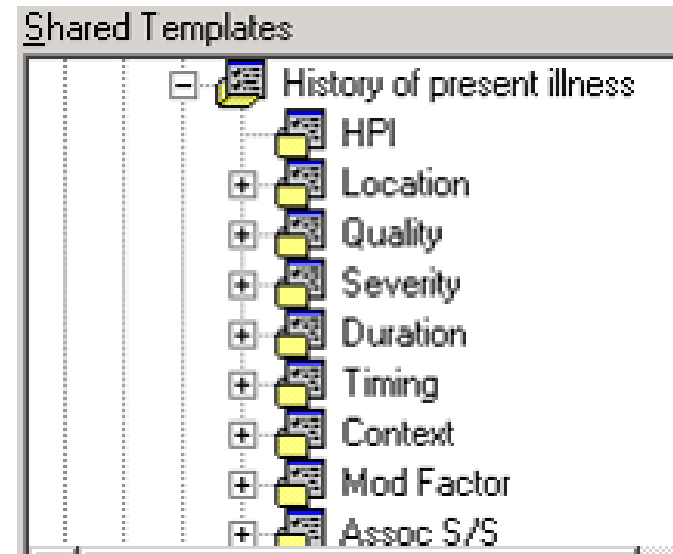 Shared Templates
History of present illness
HPI
Location
Quality
Severity
Duration
Timing
Context
Mod Factor
Assoc S/S